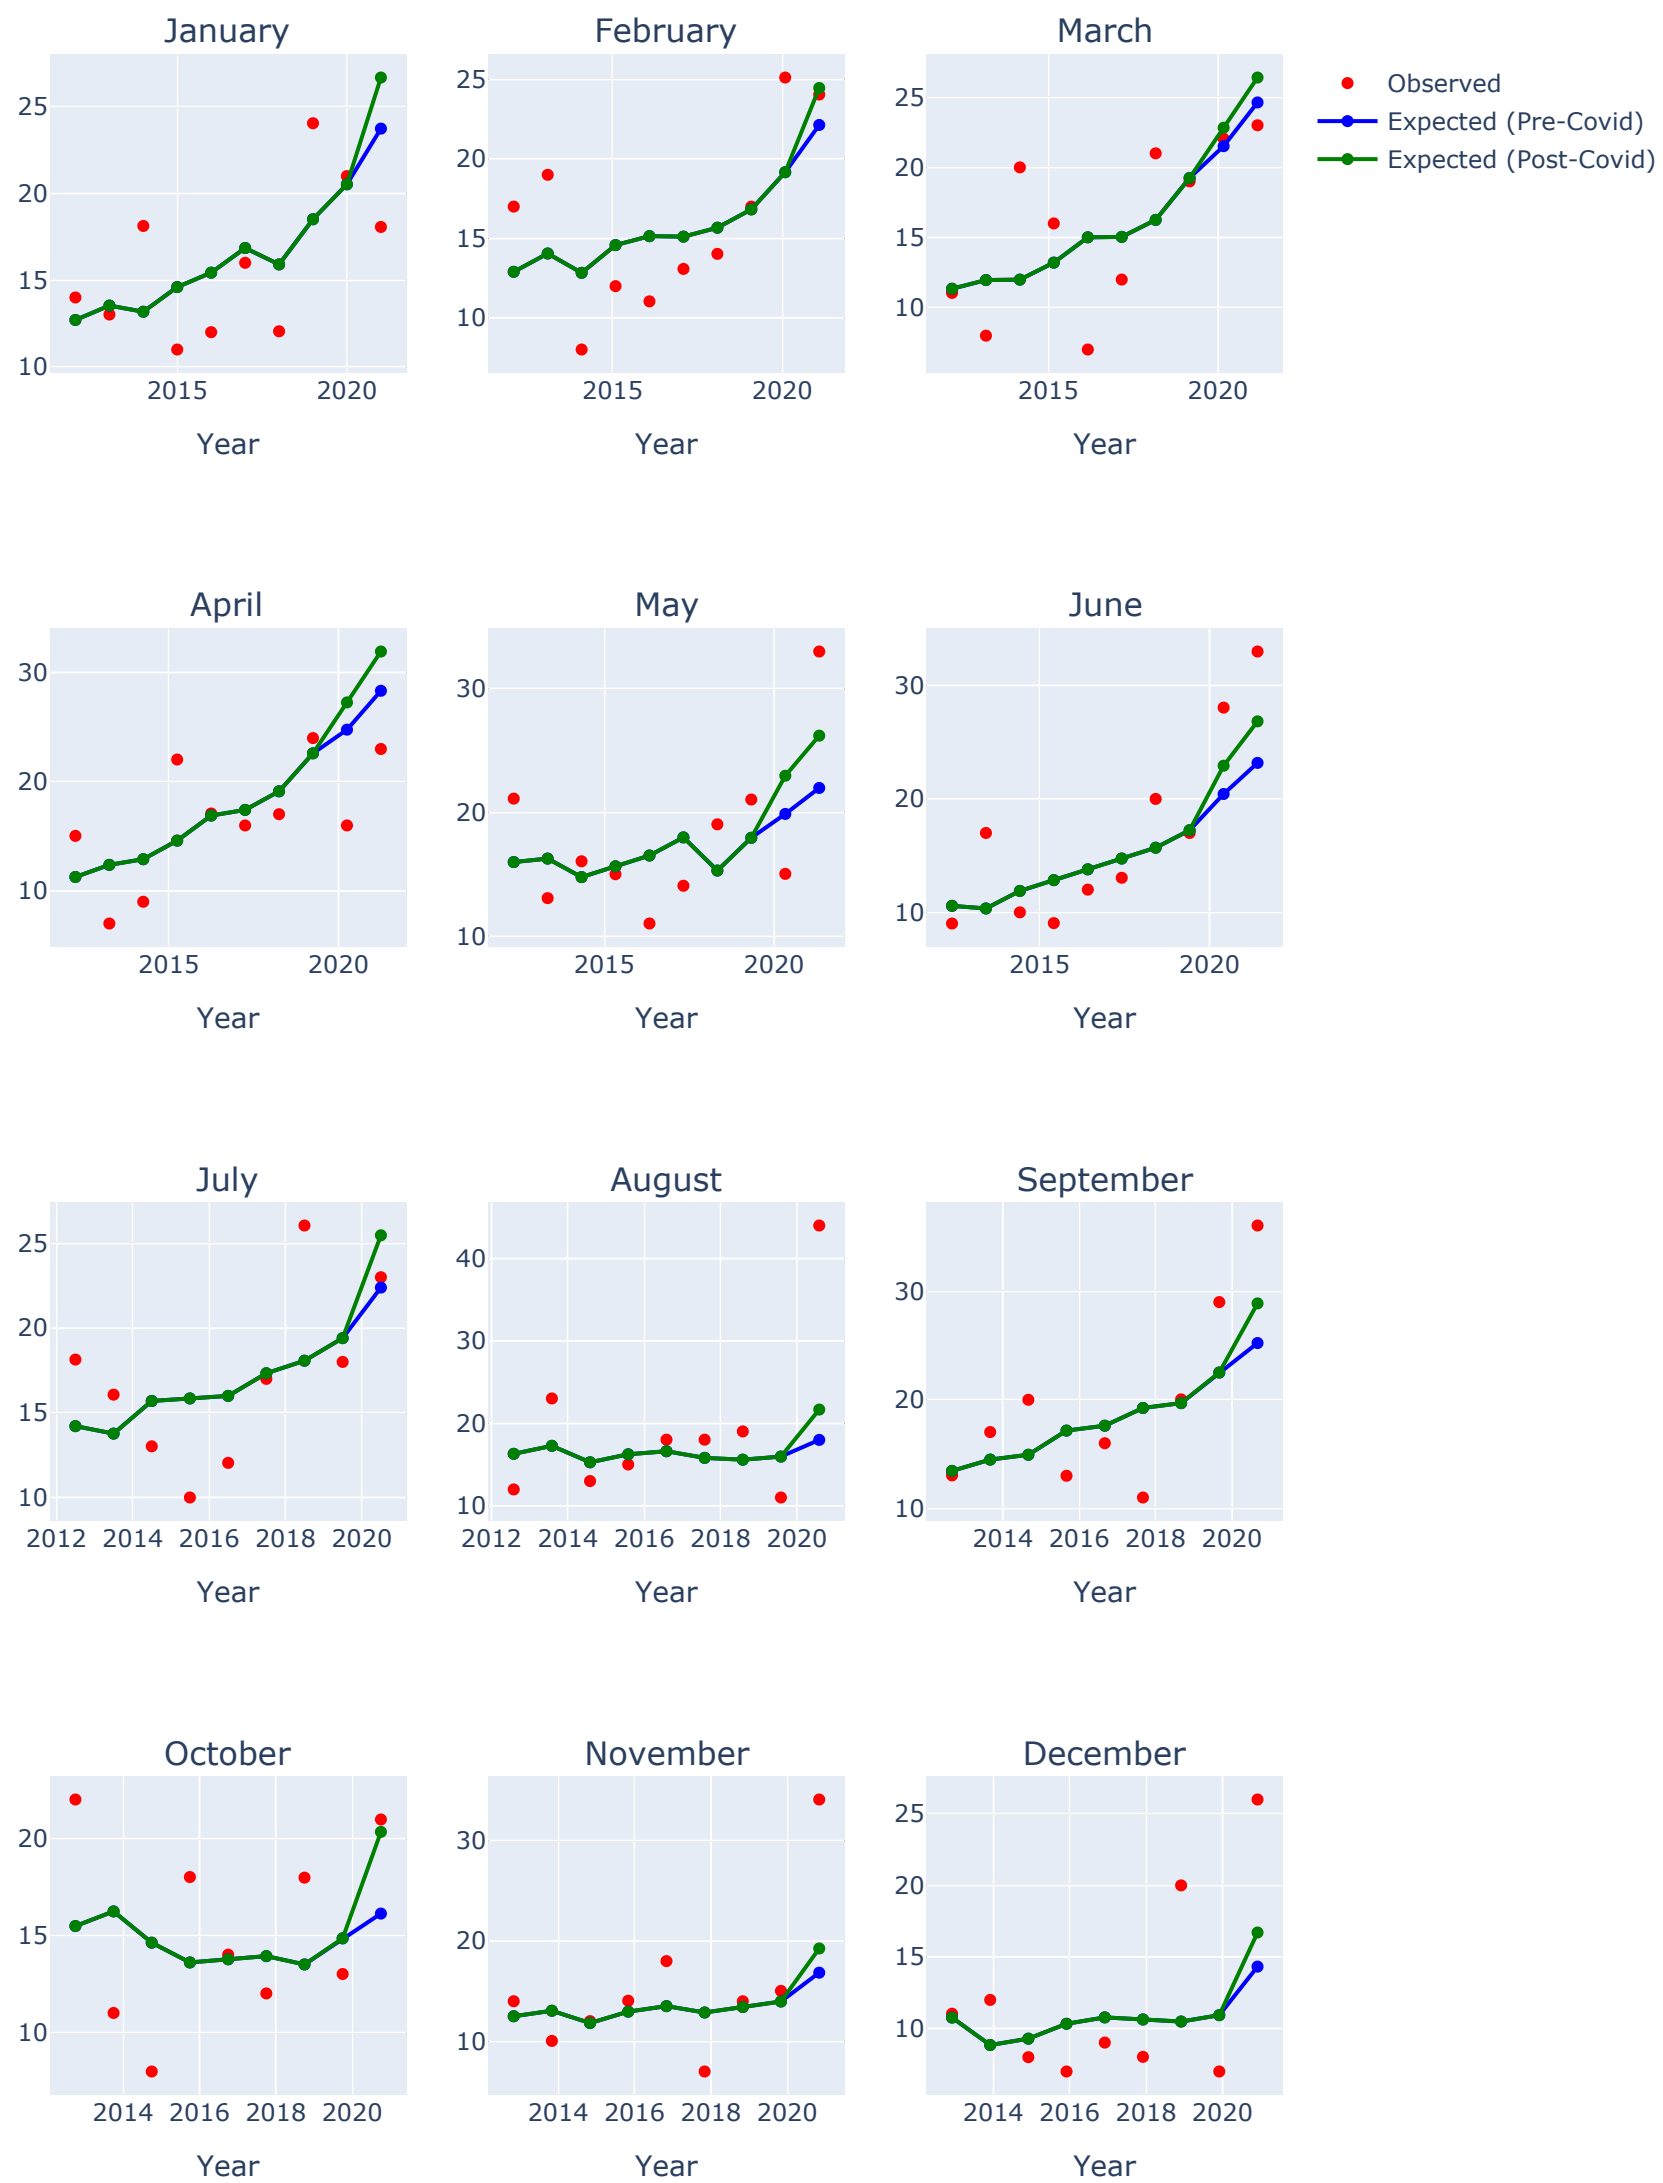 January
February
March
25
20
15
10
2015
2020
Year
25
20
15
10
2015
2020
Year
25
20
15
10
2015
2020
Year
Observed
Expected (Pre-Covid)
Expected (Post-Covid)
April
May
June
30
20
10
2015
2020
Year
30
20
10
2015
2020
Year
30
20
10
2015
2020
Year
July
August
September
25
20
15
10
2012 2014 2016 2018 2020
Year
40
30
20
10
2012 2014 2016 2018 2020
Year
30
20
10
2014 2016 2018 2020
Year
October
November
December
20
15
10
2014 2016 2018 2020
Year
30
20
10
2014 2016 2018 2020
Year
25
20
15
10
2014 2016 2018 2020
Year